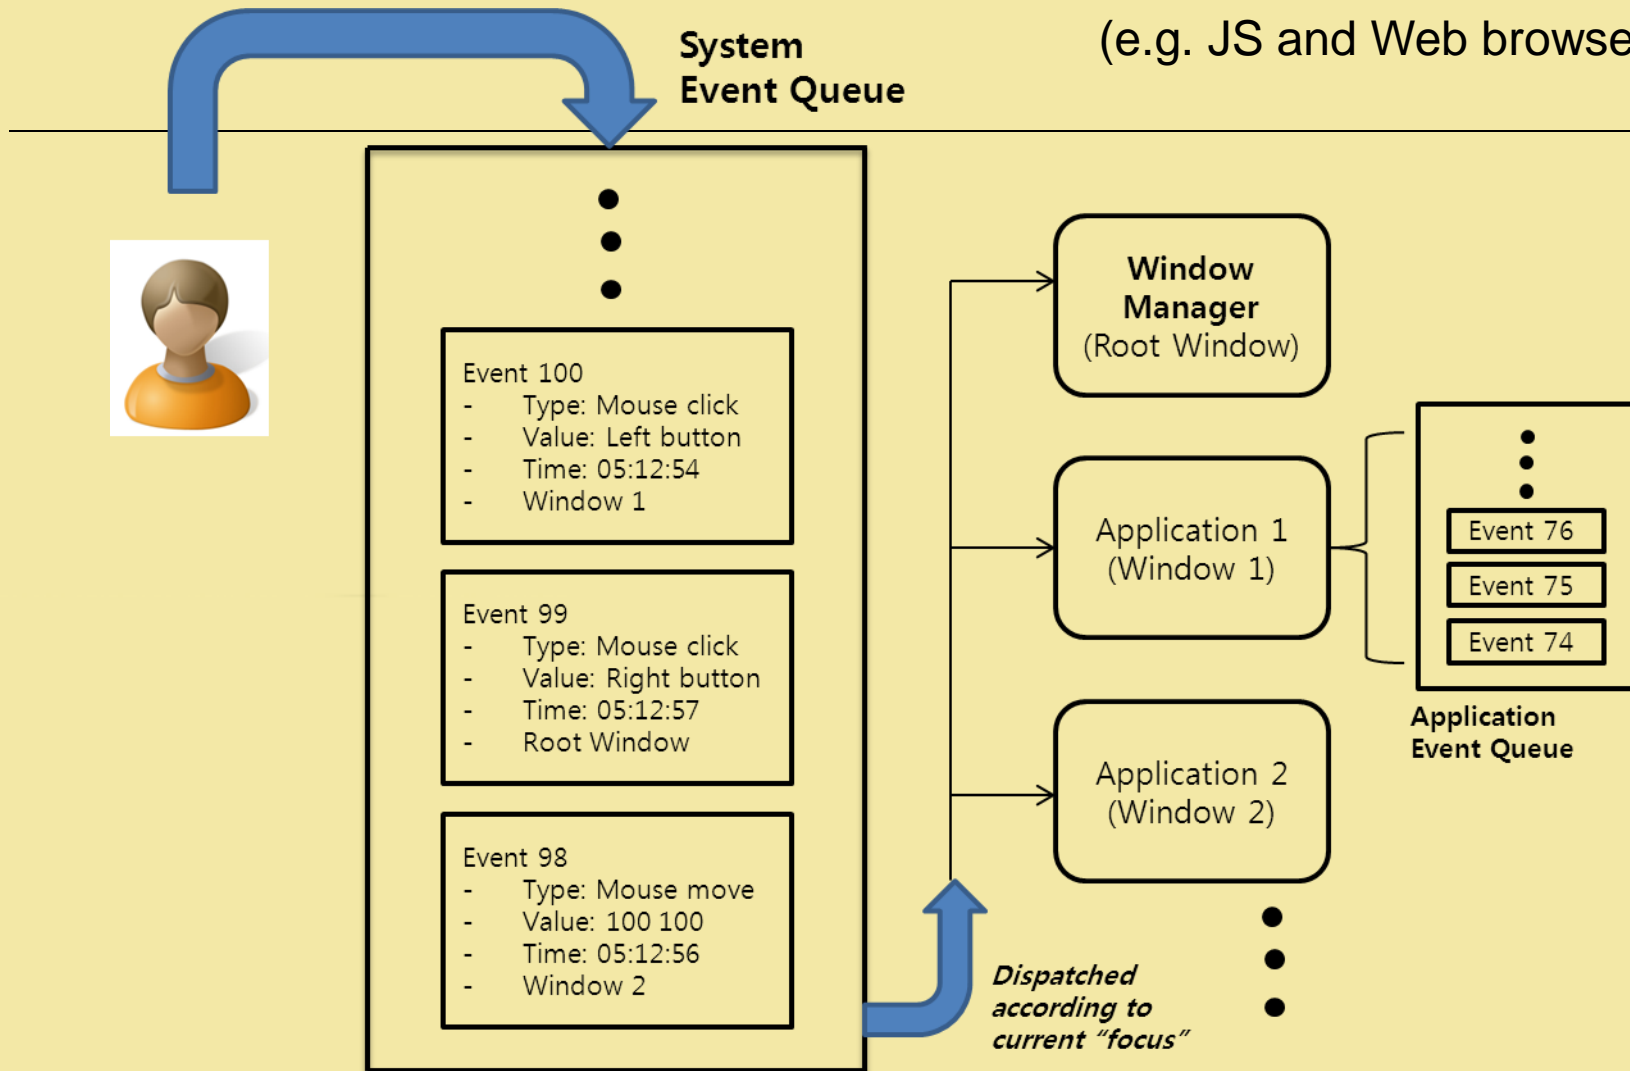 (e.g. JS and Web browse
System
Event Queue
Event 100
- Type: Mouse click
- Value: Left button
- Time: 05:12:54
- Window 1
Event 99
- Type: Mouse click
- Value: Right button
- Time: 05:12:57
- Root Window
Event 98
- Type: Mouse move
- Value: 100 100
- Time: 05:12:56
- Window 2
Dispatched
according to
current “focus”
Window
Manager
(Root Window)
Application 1
(Window 1)
Application 2
(Window 2)
Event 76
Event 75
Event 74
Application
Event Queue